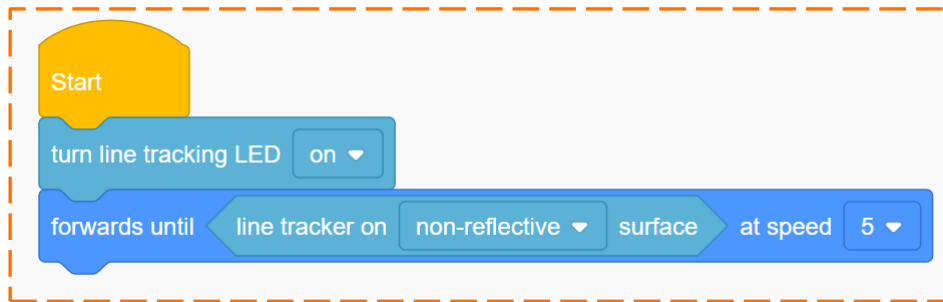 Start
turn line tracking LED on
forwards until line tracker on non-reflective surface at speed 5